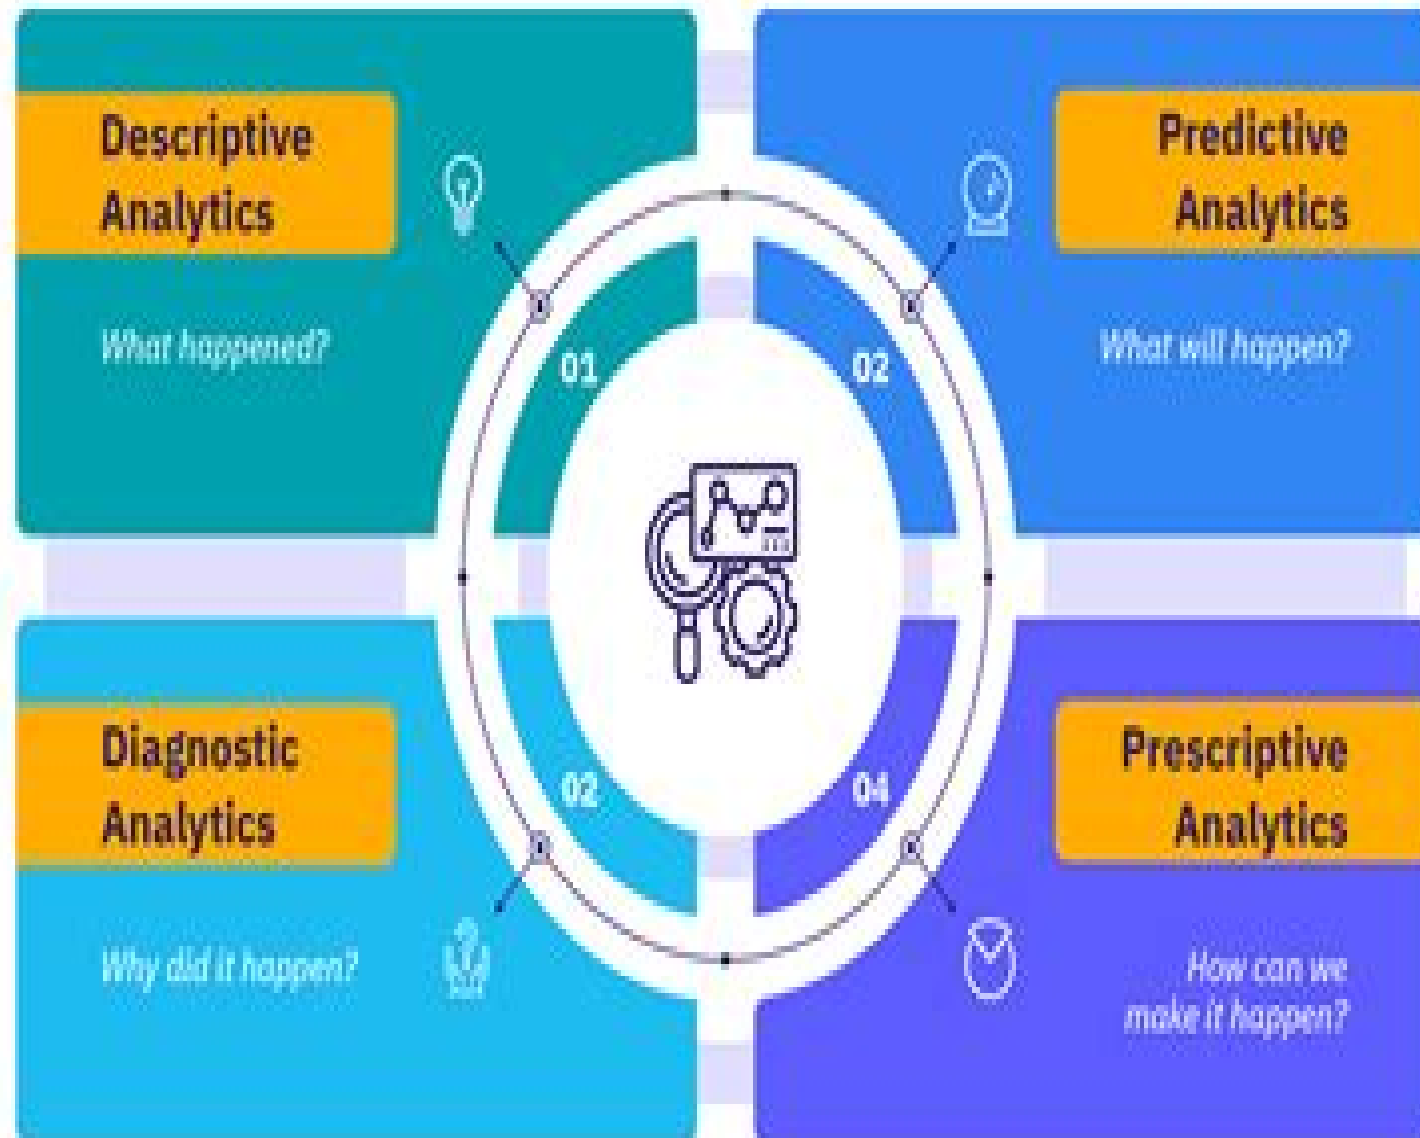 Descriptive
Analytics
What happened?
01
Predictive
Analytics
What will happen?
02
Diagnostic
Analytics
Why did it happen?
02
Prescriptive
Analytics
How can we
make it happen?
04